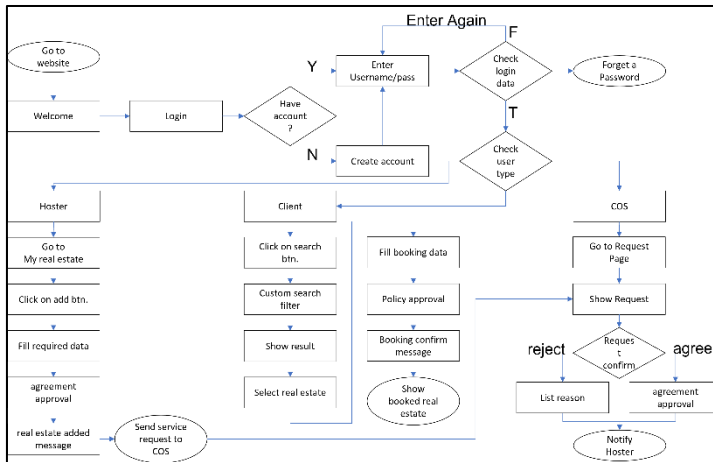 Enter Again
F
Go to
website
Y
Enter
Username/pass
Check
login
data
Forget a
Password
Welcome
Login
Have
account
?
T
N
Create account
Check
user
type
Hoster
Client
COS
Go to
My real estate
Click on search
btn.
Fill booking data
Go to Request
Page
Click on add btn.
Custom search
filter
Policy approval
Show Request
Fill required data
Show result
Booking confirm
message
reject
Reques
t
confirm
agree
agreement
approval
Select real estate
Show
booked real
estate
List reason
agreement
approval
real estate added
message
Send service
request to
COS
Notify
Hoster